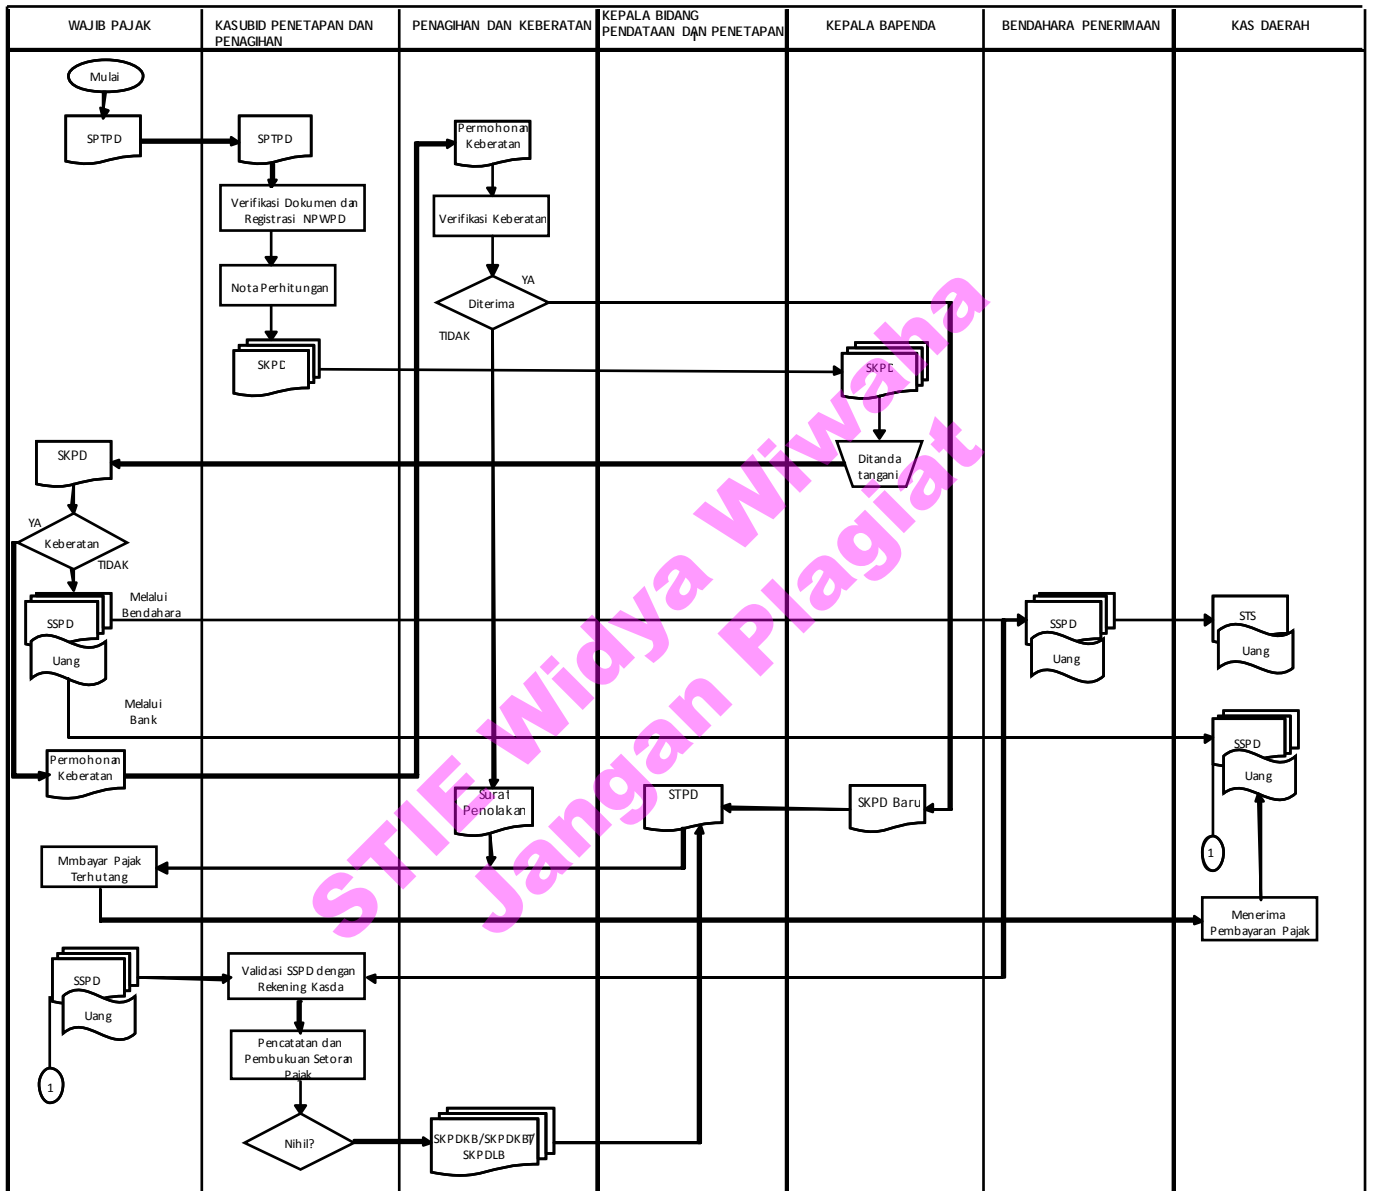 WAJIB PAJAK
KASUBID PENETAPAN DAN
PENAGIHAN
PENAGIHAN DAN KEBERATAN
KEPALA BIDANG
PENDATAAN DAN PENETAPAN
KEPALA BAPENDA
BENDAHARA PENERIMAAN
KAS DAERAH
Mulai
SPTPD
SPTPD
Permohonan
Keberatan
Verifikasi Dokumen dan
Registrasi NPWPD
Verifikasi Keberatan
Nota Perhitungan
Diterima
YA
TIDAK
SKPD
SKPD
SKPD
Ditanda
tangani
YA
Keberatan
TIDAK
Melalui
Bendahara
SSPD
Uang
SSPD
Uang
STS
Uang
Melalui
Bank
SSPD
Uang
Permohonan
Keberatan
Surat
Penolakan
STPD
SKPD Baru
1
Mmbayar Pajak
Terhutang
Menerima
Pembayaran Pajak
SSPD
Uang
Validasi SSPD dengan
Rekening Kasda
Pencatatan dan
Pembukuan Setoran
Pajak
1
Nihil?
SKPDKB/SKPDKBT/
SKPDLB
STIE Widya Wiwaha
Jangan Plagiat